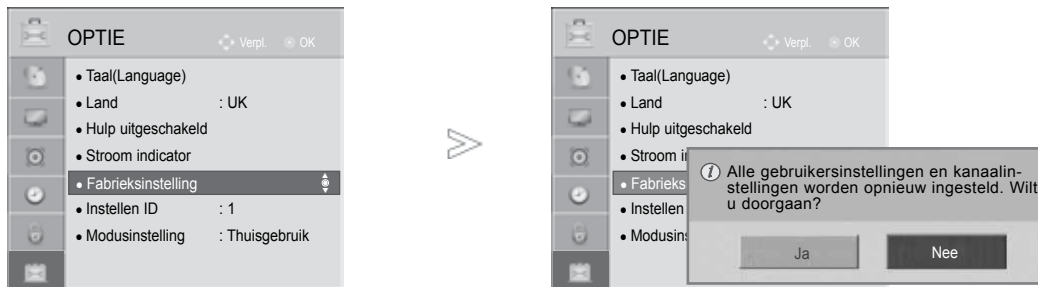 OPTIE Verpl. OK
• Taal(Language)
• Land : UK
• Hulp uitgeschakeld
• Stroom indicator
• Fabrieksinstelling
• Instellen ID : 1
• Modusinstelling : Thuisgebruik
OPTIE Verpl. OK
• Taal(Language)
• Land : UK
• Hulp uitgeschakeld
• Stroom i
• Fabrieks
• Instellen
• Modusins
Alle gebruikersinstellingen en kanaalin-
stellingen worden opnieuw ingesteld. Wilt
u doorgaan?
Ja Nee